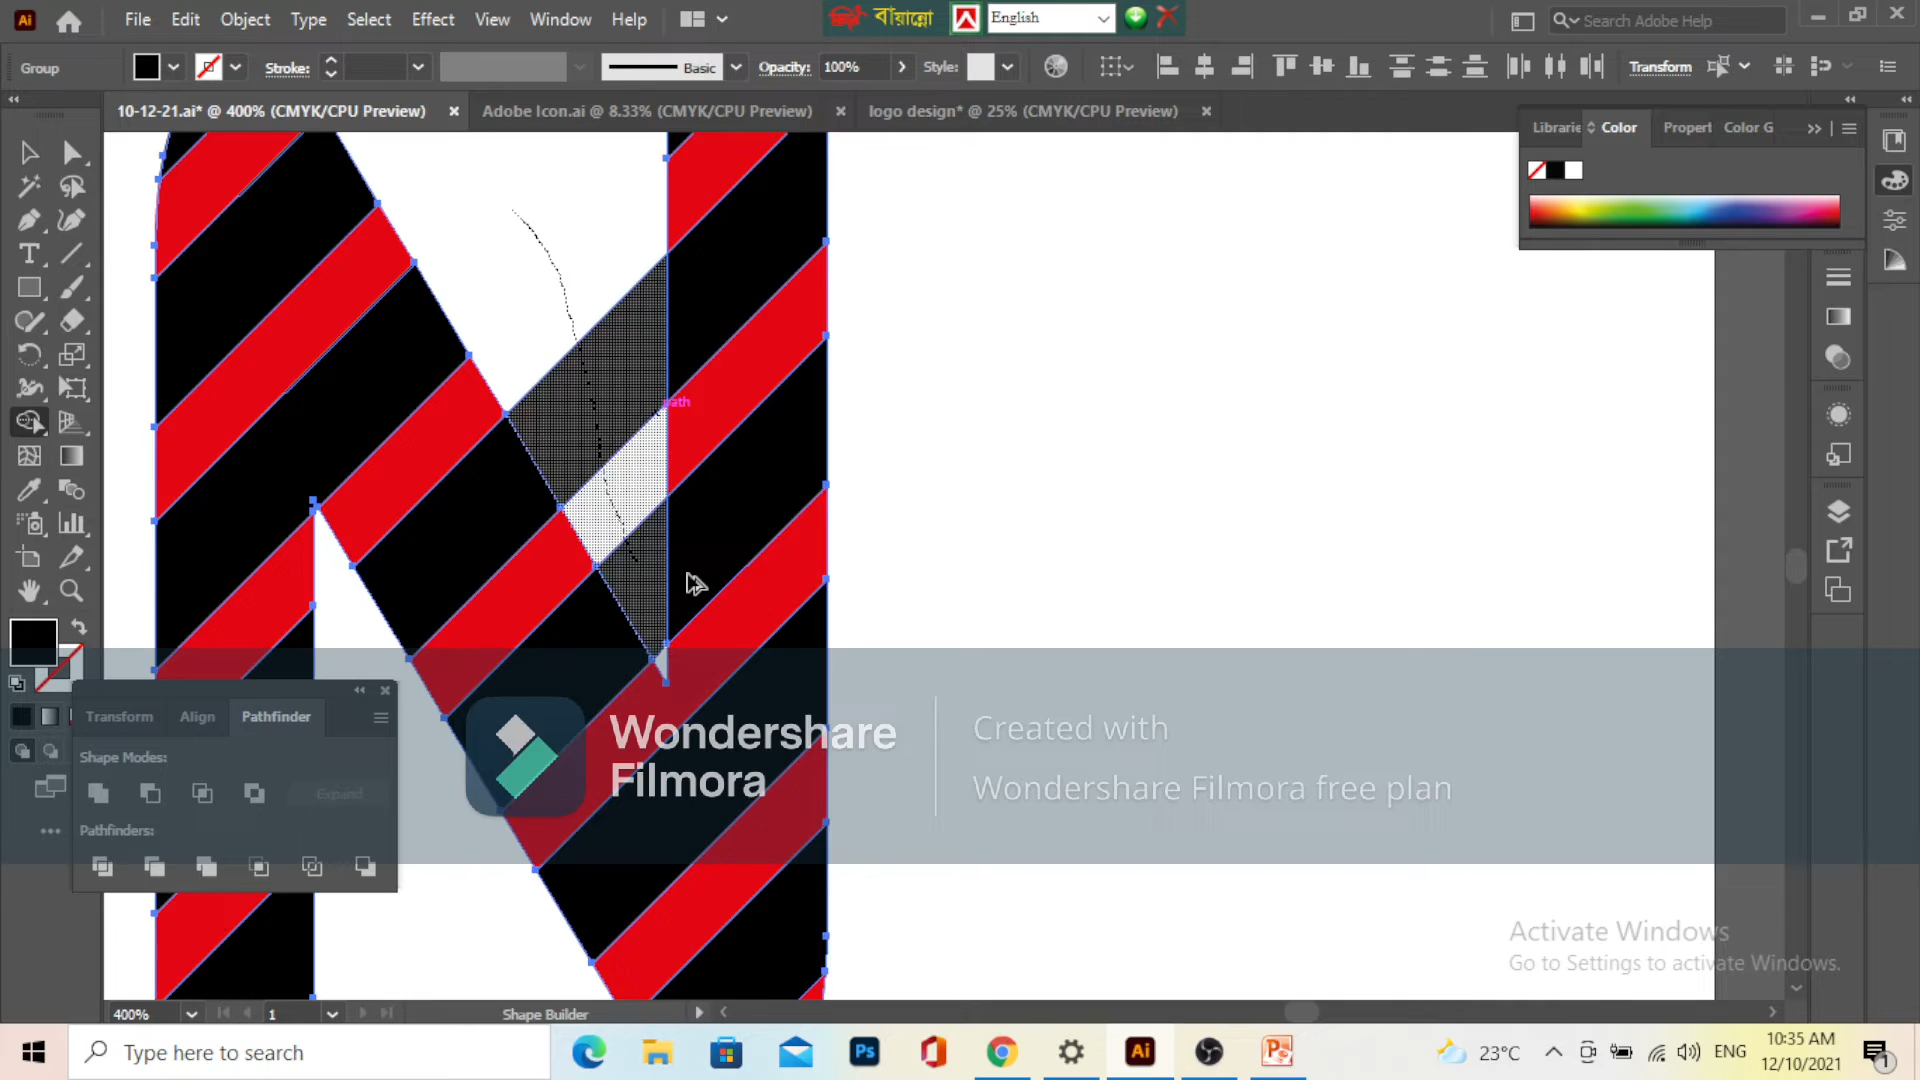 Ai File Edit Object Type Select Effect View Window Help
বায়ান্নো English
Search Adobe Help
Group Stroke: Basic Opacity: 100% Style: Transform
10-12-21.ai* @ 400% (CMYK/CPU Preview) Adobe Icon.ai @ 8.33% (CMYK/CPU Preview) logo design* @ 25% (CMYK/CPU Preview)
Librarie Color Propert Color G
path
Transform Align Pathfinder
Shape Modes:
Expand
Pathfinders:
Wondershare
Filmora
Created with
Wondershare Filmora free plan
Activate Windows
Go to Settings to activate Windows.
400% 1 Shape Builder
Type here to search
Ps Ai
23°C ENG
10:35 AM
12/10/2021
1